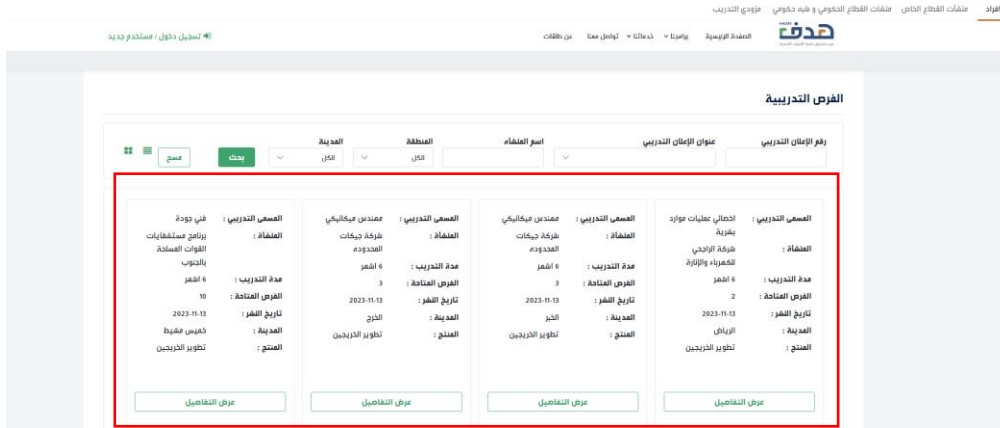 افراد منشآت القطاع الخاص منشآت القطاع الحكومي و شبه حكومي مزودي التدريب
هدف
الصفحة الرئيسية برامجنا خدماتنا تواصل معنا عن طاقات
تسجيل دخول / مستخدم جديد
الفرص التدريبية
رقم الإعلان التدريبي
عنوان الإعلان التدريبي
اسم المنشأه
المنطقة
المدينة
الكل
الكل
بحث
مسح
المسمى التدريبي : اخصائي عمليات موارد
بشرية
المنشأة : شركة الراجحي
للكهرباء والإنارة
مدة التدريب : 6 اشهر
الفرص المتاحة : 2
تاريخ النشر : 2023-11-13
المدينة : الرياض
المنتج : تطوير الخريجين
عرض التفاصيل
المسمى التدريبي : مهندس ميكانيكي
المنشأة : شركة جيكات
المحدوده
مدة التدريب : 6 اشهر
الفرص المتاحة : 3
تاريخ النشر : 2023-11-13
المدينة : الخبر
المنتج : تطوير الخريجين
عرض التفاصيل
المسمى التدريبي : مهندس ميكانيكي
المنشأة : شركة جيكات
المحدوده
مدة التدريب : 6 اشهر
الفرص المتاحة : 3
تاريخ النشر : 2023-11-13
المدينة : الخرج
المنتج : تطوير الخريجين
عرض التفاصيل
المسمى التدريبي : فني جودة
المنشأة : برنامج مستشفايات
القوات المسلحة
بالجنوب
مدة التدريب : 6 اشهر
الفرص المتاحة : 10
تاريخ النشر : 2023-11-13
المدينة : خميس مشيط
المنتج : تطوير الخريجين
عرض التفاصيل